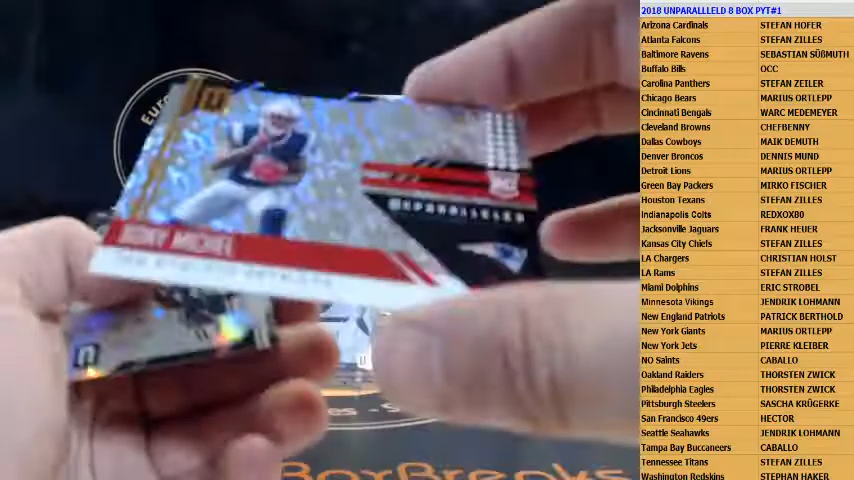 2018 UNPARALLLELD 8 BOX PYT#1
Arizona Cardinals STEFAN HOFER
Atlanta Falcons STEFAN ZILLES
Baltimore Ravens SEBASTIAN SÜßMUTH
Buffalo Bills OCC
Carolina Panthers STEFAN ZEILER
Chicago Bears MARIUS ORTLEPP
Cincinnati Bengals WARC MEDEMEYER
Cleveland Browns CHEFBENNY
Dallas Cowboys MAIK DEMUTH
Denver Broncos DENNIS MUND
Detroit Lions MARIUS ORTLEPP
Green Bay Packers MIRKO FISCHER
Houston Texans STEFAN ZILLES
Indianapolis Colts REDXOX80
Jacksonville Jaguars FRANK HEUER
Kansas City Chiefs STEFAN ZILLES
LA Chargers CHRISTIAN HOLST
LA Rams STEFAN ZILLES
Miami Dolphins ERIC STROBEL
Minnesota Vikings JENDRIK LOHMANN
New England Patriots PATRICK BERTHOLD
New York Giants MARIUS ORTLEPP
New York Jets PIERRE KLEIBER
NO Saints CABALLO
Oakland Raiders THORSTEN ZWICK
Philadelphia Eagles THORSTEN ZWICK
Pittsburgh Steelers SASCHA KRÜGERKE
San Francisco 49ers HECTOR
Seattle Seahawks JENDRIK LOHMANN
Tampa Bay Buccaneers CABALLO
Tennessee Titans STEFAN ZILLES
Washington Redskins STEPHAN HAKER
Euro
UNPARALLELED
SONY MICHEL
NEW ENGLAND PATRIOTS
BoxBreaks